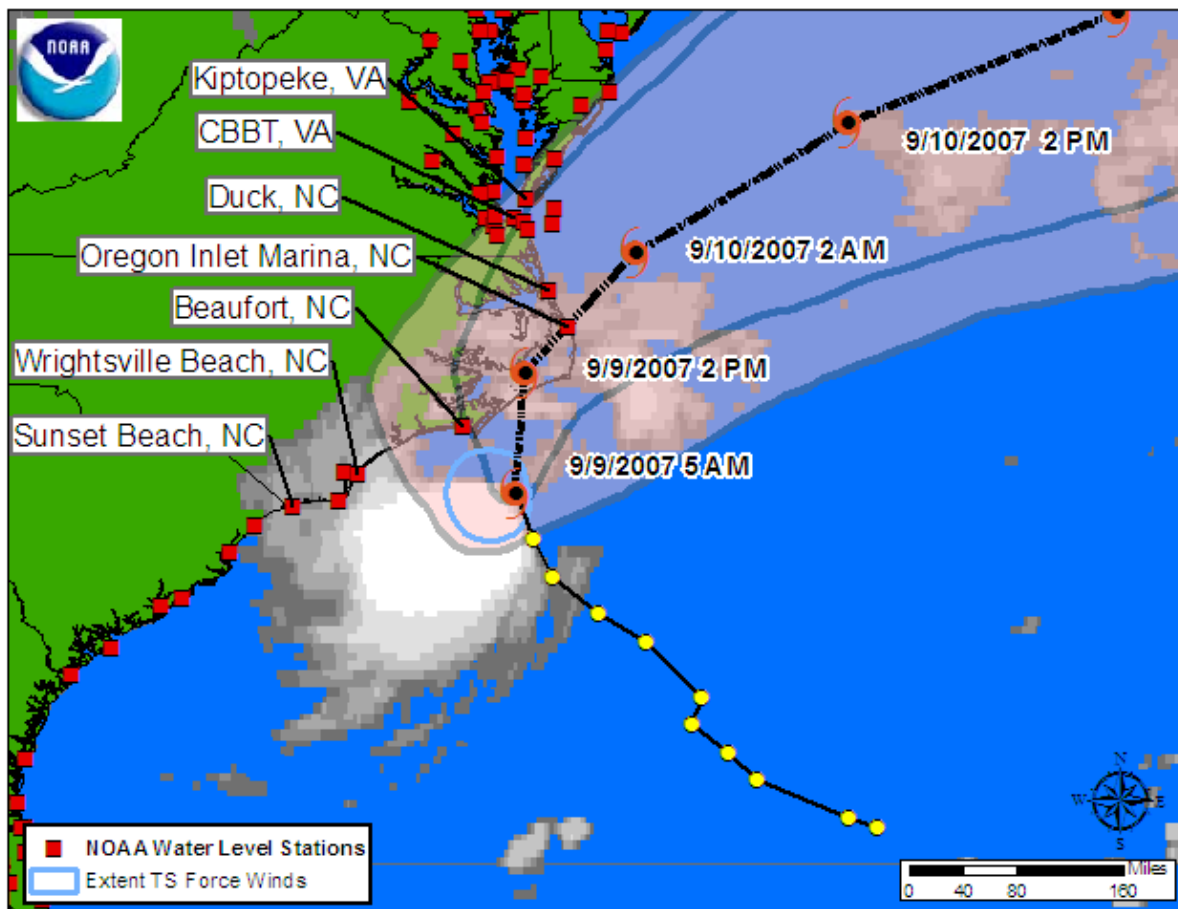 NOAA
Kiptopeke, VA
CBBT, VA
Duck, NC
Oregon Inlet Marina, NC
Beaufort, NC
Wrightsville Beach, NC
Sunset Beach, NC
9/10/2007 2 PM
9/10/2007 2 AM
9/9/2007 2 PM
9/9/2007 5 AM
N
W E
S
NOAA Water Level Stations
Extent TS Force Winds
Miles
0 40 80 160